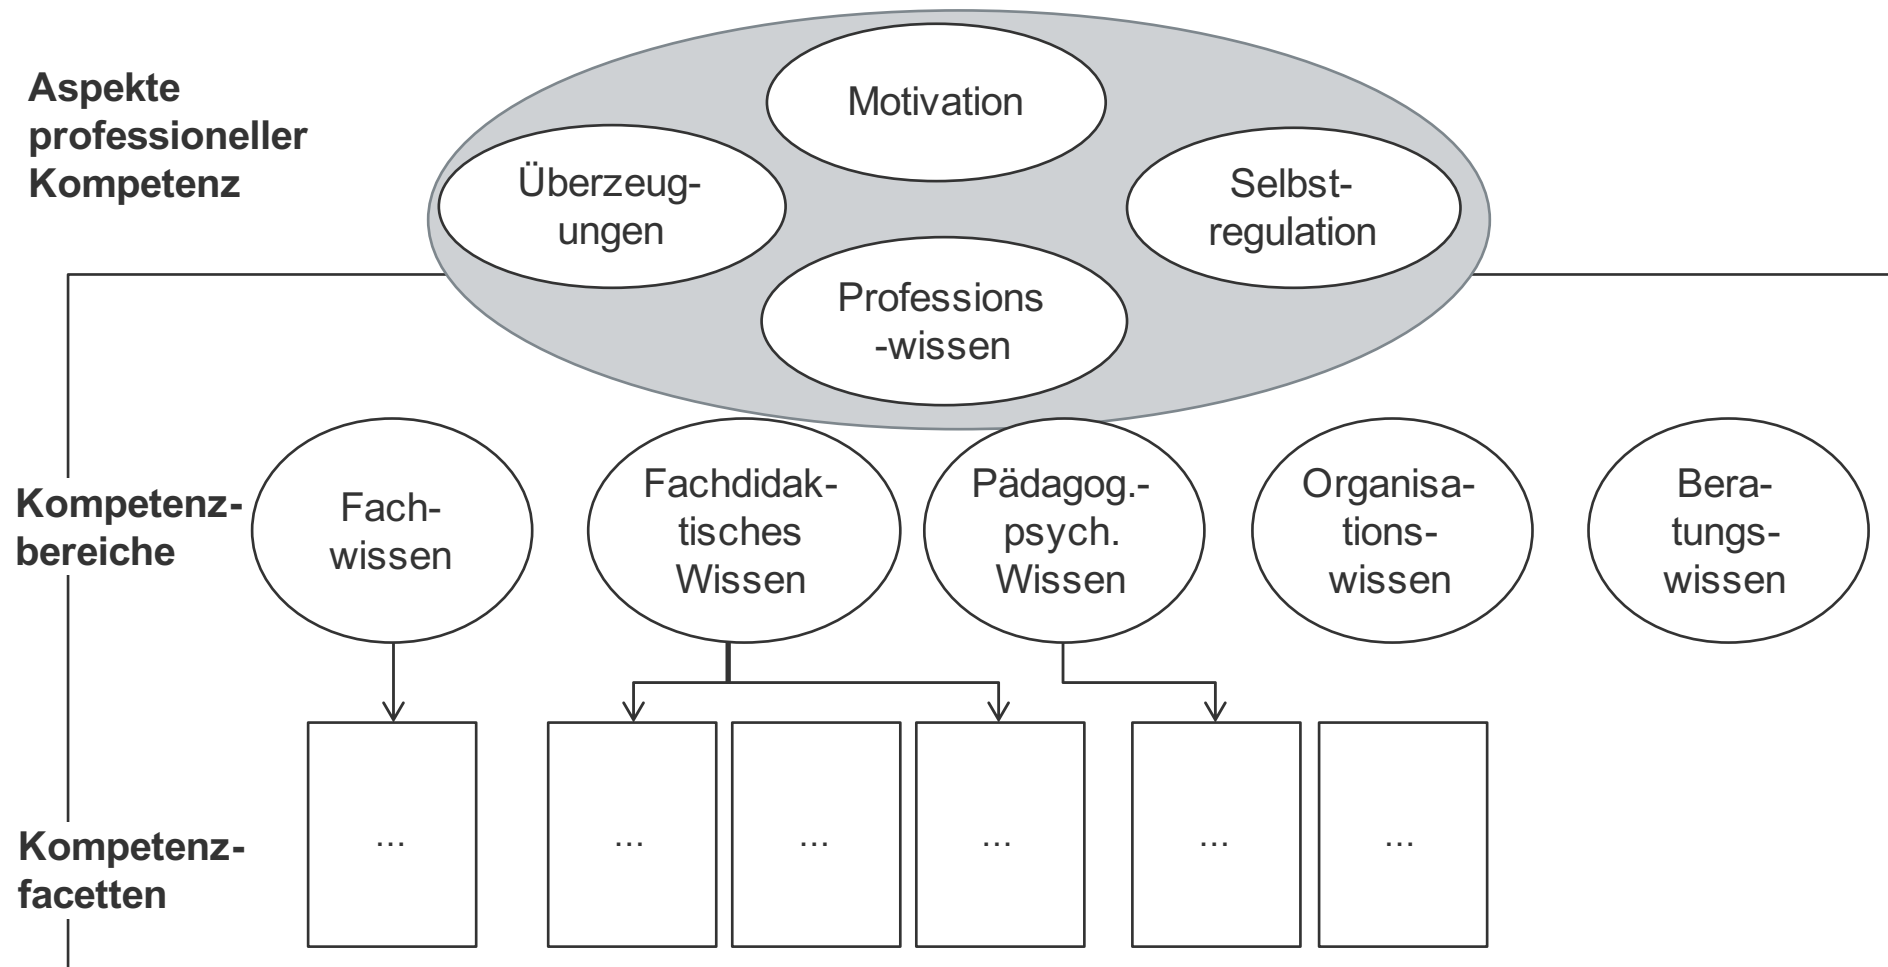 Aspekte
professioneller
Kompetenz
Motivation
Überzeug-
ungen
Selbst-
regulation
Professions
-wissen
Kompetenz-
bereiche
Fach-
wissen
Fachdidak-
tisches
Wissen
Pädagog.-
psych.
Wissen
Organisa-
tions-
wissen
Bera-
tungs-
wissen
Kompetenz-
facetten
...
...
...
...
...
...